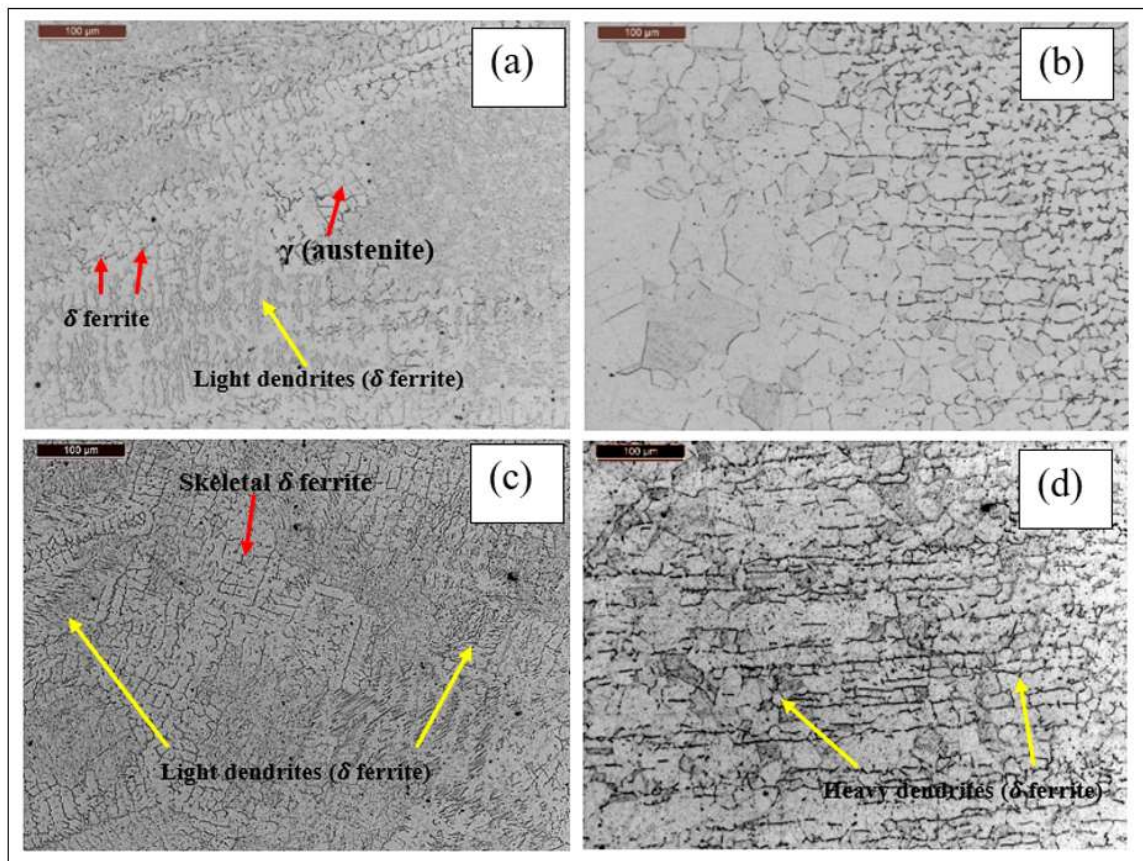 100 µm
(a)
γ (austenite)
δ ferrite
Light dendrites (δ ferrite)
100 µm
(b)
100 µm
(c)
Skeletal δ ferrite
Light dendrites (δ ferrite)
100 µm
(d)
Heavy dendrites (δ ferrite)